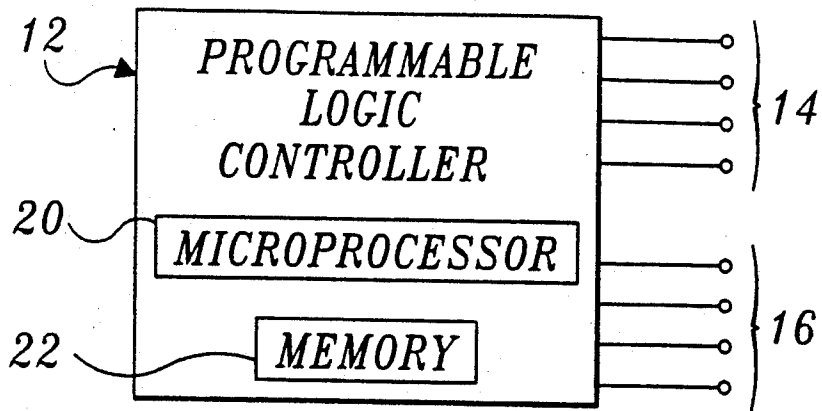 12
PROGRAMMABLE
LOGIC
CONTROLLER
14
20
MICROPROCESSOR
22
MEMORY
16